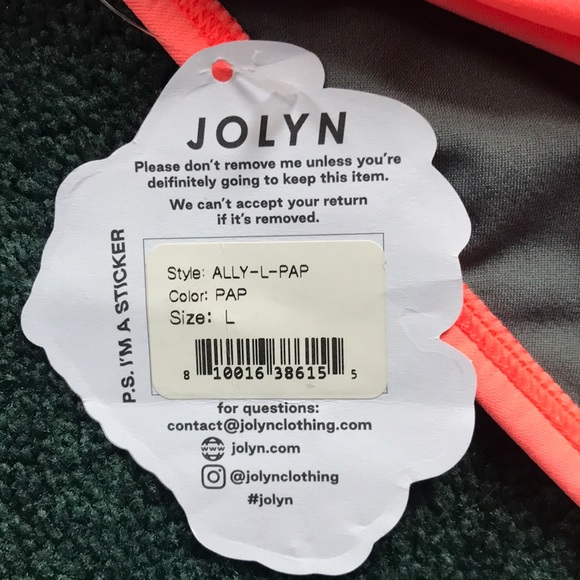 JOLYN
Please don't remove me unless you're
deifinitely going to keep this item.
We can't accept your return
if it's removed.
P.S. I'M A STICKER
Style: ALLY-L-PAP
Color: PAP
Size: L
8 10016 38615 5
for questions:
contact@jolynclothing.com
www jolyn.com
@jolynclothing
#jolyn